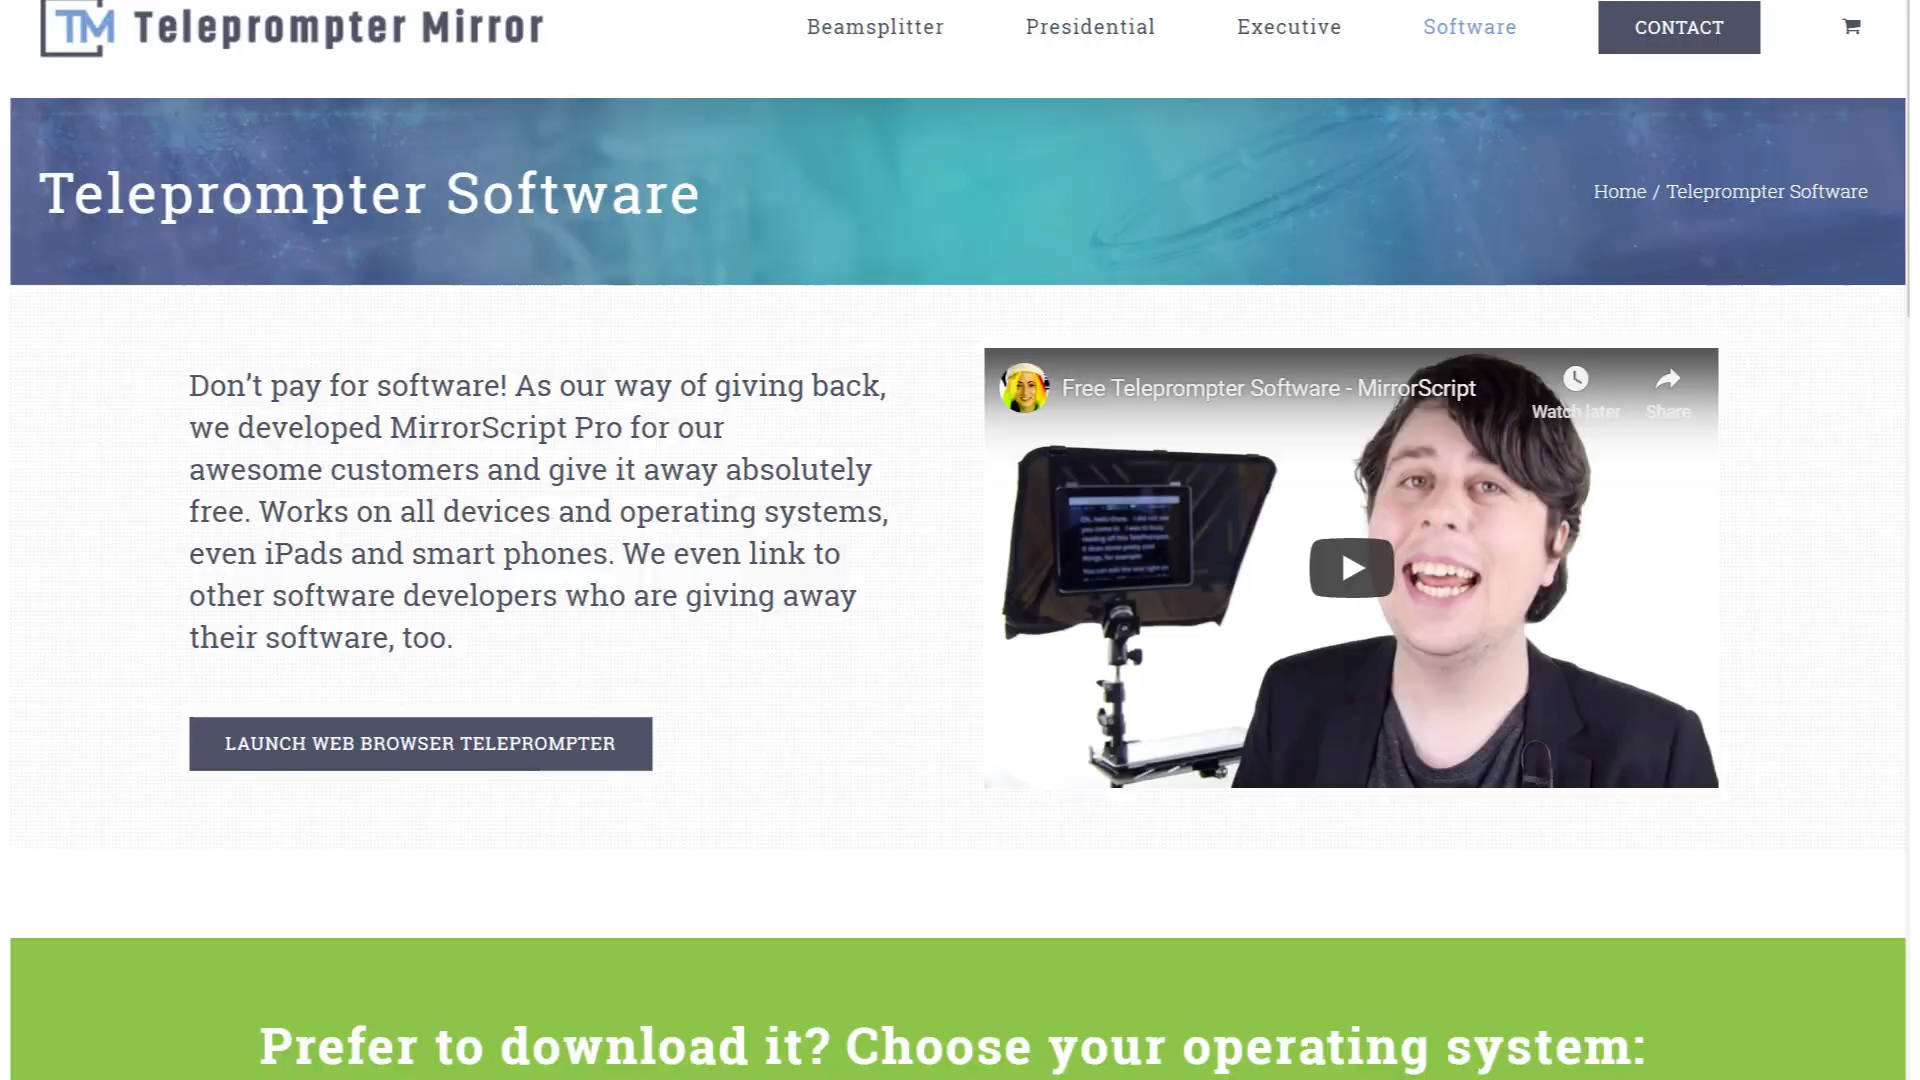 TM Teleprompter Mirror
Beamsplitter Presidential Executive Software CONTACT
Teleprompter Software
Home / Teleprompter Software
Don’t pay for software! As our way of giving back,
we developed MirrorScript Pro for our
awesome customers and give it away absolutely
free. Works on all devices and operating systems,
even iPads and smart phones. We even link to
other software developers who are giving away
their software, too.
LAUNCH WEB BROWSER TELEPROMPTER
Free Teleprompter Software - MirrorScript
Watch later Share
Prefer to download it? Choose your operating system: